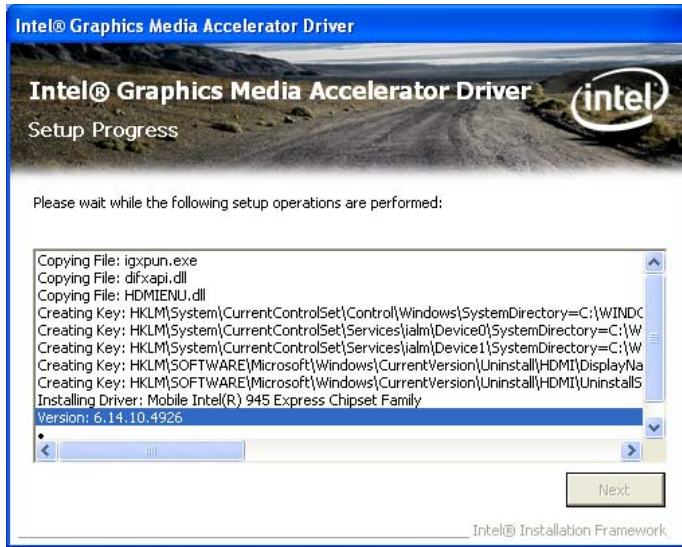 Intel® Graphics Media Accelerator Driver
Intel® Graphics Media Accelerator Driver
Setup Progress
intel
Please wait while the following setup operations are performed:
Copying File: igxpun.exe
Copying File: difxapi.dll
Copying File: HDMIENU.dll
Creating Key: HKLM\System\CurrentControlSet\Control\Windows\SystemDirectory=C:\WINDO
Creating Key: HKLM\System\CurrentControlSet\Services\ialm\Device0\SystemDirectory=C:\W
Creating Key: HKLM\System\CurrentControlSet\Services\ialm\Device1\SystemDirectory=C:\W
Creating Key: HKLM\SOFTWARE\Microsoft\Windows\CurrentVersion\Uninstall\HDMI\DisplayNa
Creating Key: HKLM\SOFTWARE\Microsoft\Windows\CurrentVersion\Uninstall\HDMI\UninstallS
Installing Driver: Mobile Intel(R) 945 Express Chipset Family
Version: 6.14.10.4926
Next
Intel® Installation Framework